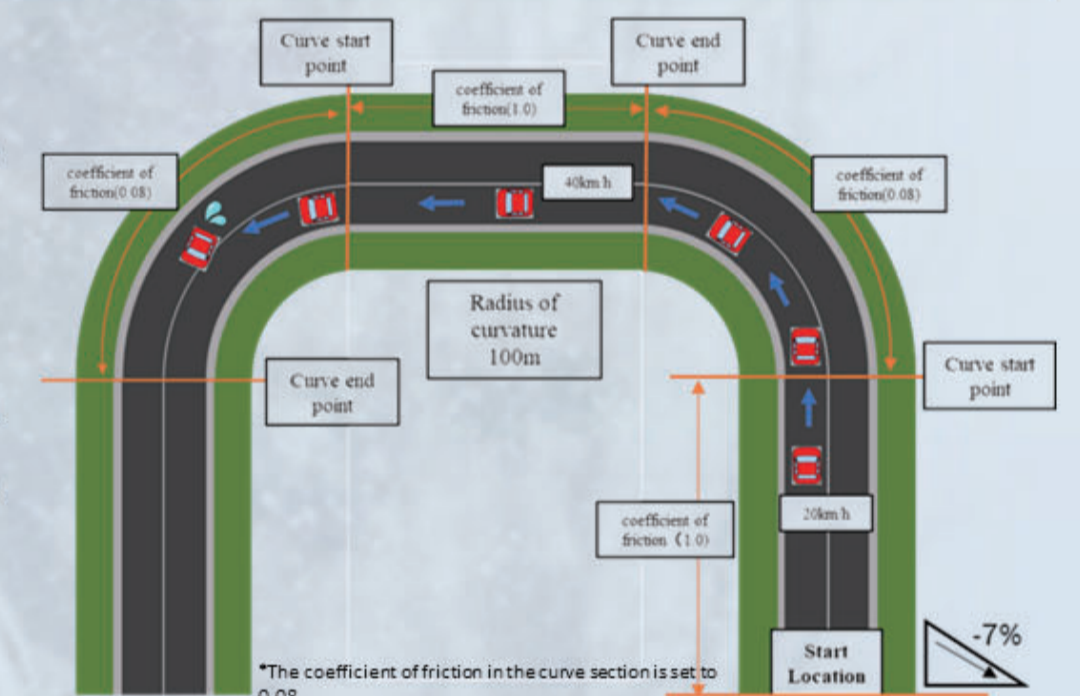 Curve start
point
Curve end
point
coefficient of
friction(1.0)
coefficient of
friction(0.08)
40km/h
coefficient of
friction(0.08)
Radius of
curvature
100m
Curve end
point
Curve start
point
coefficient of
friction (1.0)
20km/h
Start
Location
-7%
*The coefficient of friction in the curve section is set to
0.08